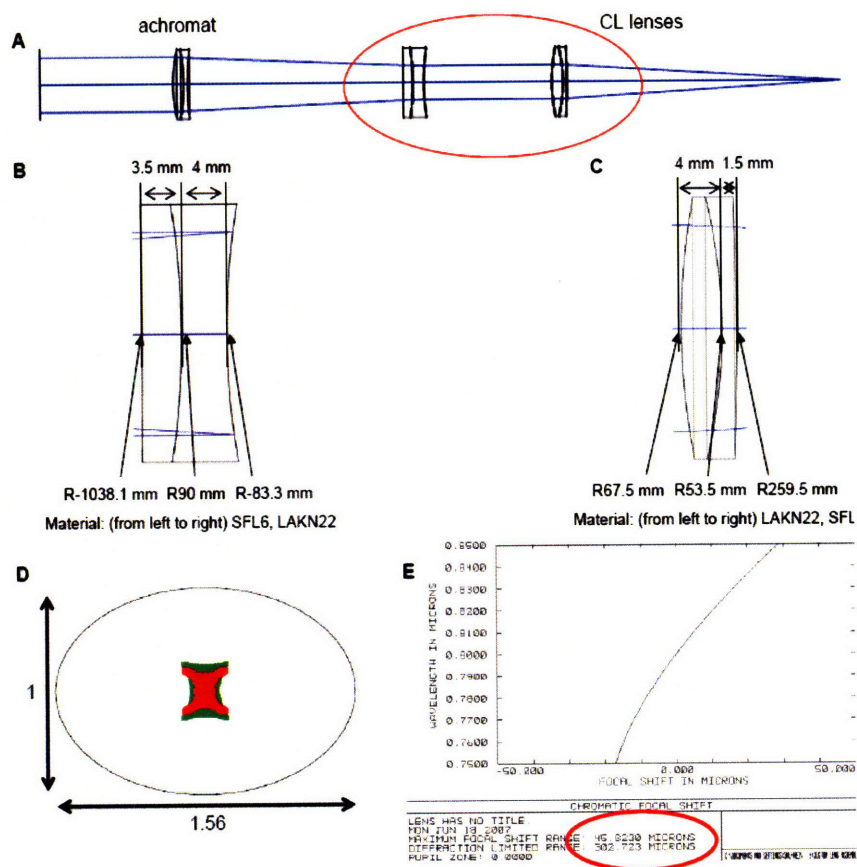 achromat
CL lenses
A
B
3.5 mm
4 mm
R-1038.1 mm
R90 mm
R-83.3 mm
Material: (from left to right) SFL6, LAKN22
C
4 mm
1.5 mm
R67.5 mm
R53.5 mm
R259.5 mm
Material: (from left to right) LAKN22, SFL
D
1
1.56
E
0.8500
0.8400
0.8300
0.8200
0.8100
0.8000
0.7900
0.7800
0.7700
0.7600
0.7500
WAVELENGTH IN MICRONS
-50.000
0.000
50.000
FOCAL SHIFT IN MICRONS
CHROMATIC FOCAL SHIFT
LENS HAS NO TITLE.
MON JUN 18 2007
MAXIMUM FOCAL SHIFT RANGE: 45.8230 MICRONS
DIFFRACTION LIMITED RANGE: 302.723 MICRONS
PUPIL ZONE: 0.0000